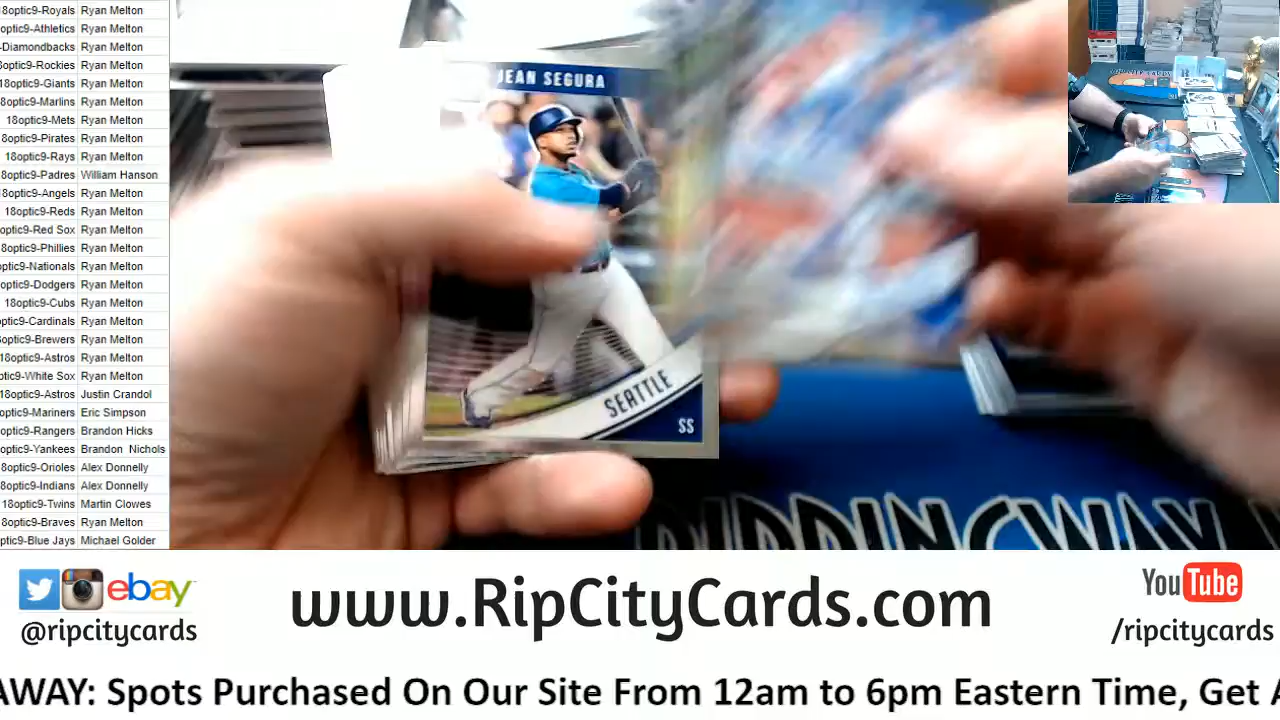 8optic9-Royals Ryan Melton
optic9-Athletics Ryan Melton
-Diamondbacks Ryan Melton
8optic9-Rockies Ryan Melton
18optic9-Giants Ryan Melton
8optic9-Marlins Ryan Melton
18optic9-Mets Ryan Melton
8optic9-Pirates Ryan Melton
18optic9-Rays Ryan Melton
8optic9-Padres William Hanson
18optic9-Angels Ryan Melton
18optic9-Reds Ryan Melton
optic9-Red Sox Ryan Melton
8optic9-Phillies Ryan Melton
optic9-Nationals Ryan Melton
optic9-Dodgers Ryan Melton
18optic9-Cubs Ryan Melton
optic9-Cardinals Ryan Melton
optic9-Brewers Ryan Melton
18optic9-Astros Ryan Melton
optic9-White Sox Ryan Melton
18optic9-Astros Justin Crandol
optic9-Mariners Eric Simpson
optic9-Rangers Brandon Hicks
optic9-Yankees Brandon Nichols
8optic9-Orioles Alex Donnelly
8optic9-Indians Alex Donnelly
18optic9-Twins Martin Clowes
8optic9-Braves Ryan Melton
ptic9-Blue Jays Michael Golder
JEAN SEGURA
SEATTLE
SS
RIPPINGWAX
ebay
@ripcitycards
www.RipCityCards.com
YouTube
/ripcitycards
AWAY: Spots Purchased On Our Site From 12am to 6pm Eastern Time, Get A